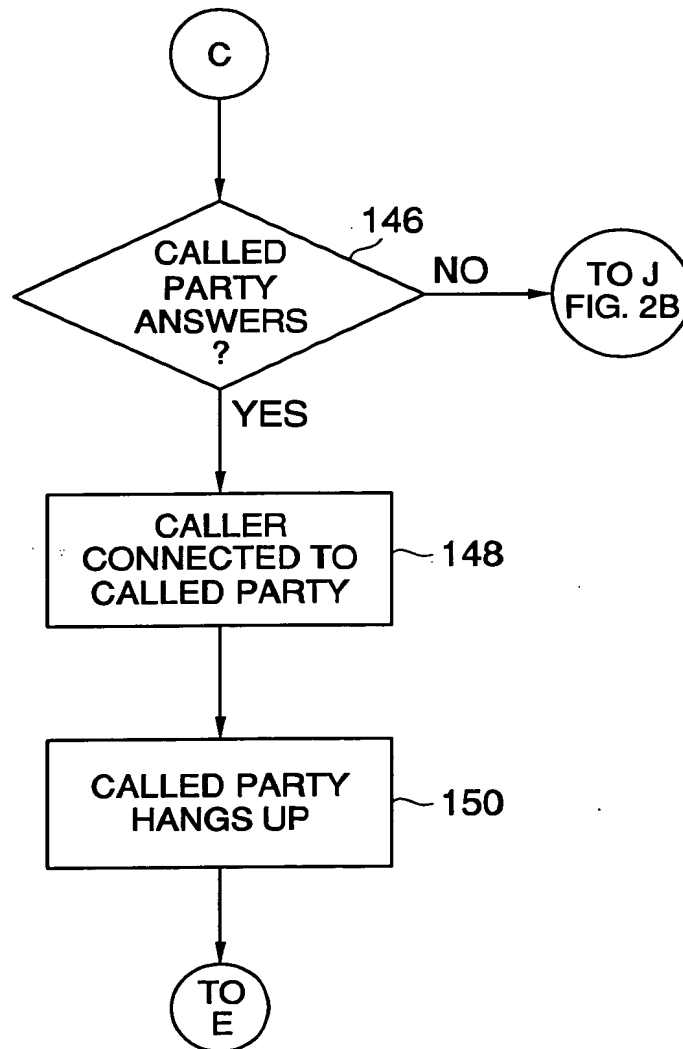 C
146
CALLED
PARTY
ANSWERS
?
NO
TO J
FIG. 2B
YES
CALLER
CONNECTED TO
CALLED PARTY
148
CALLED PARTY
HANGS UP
150
TO
E